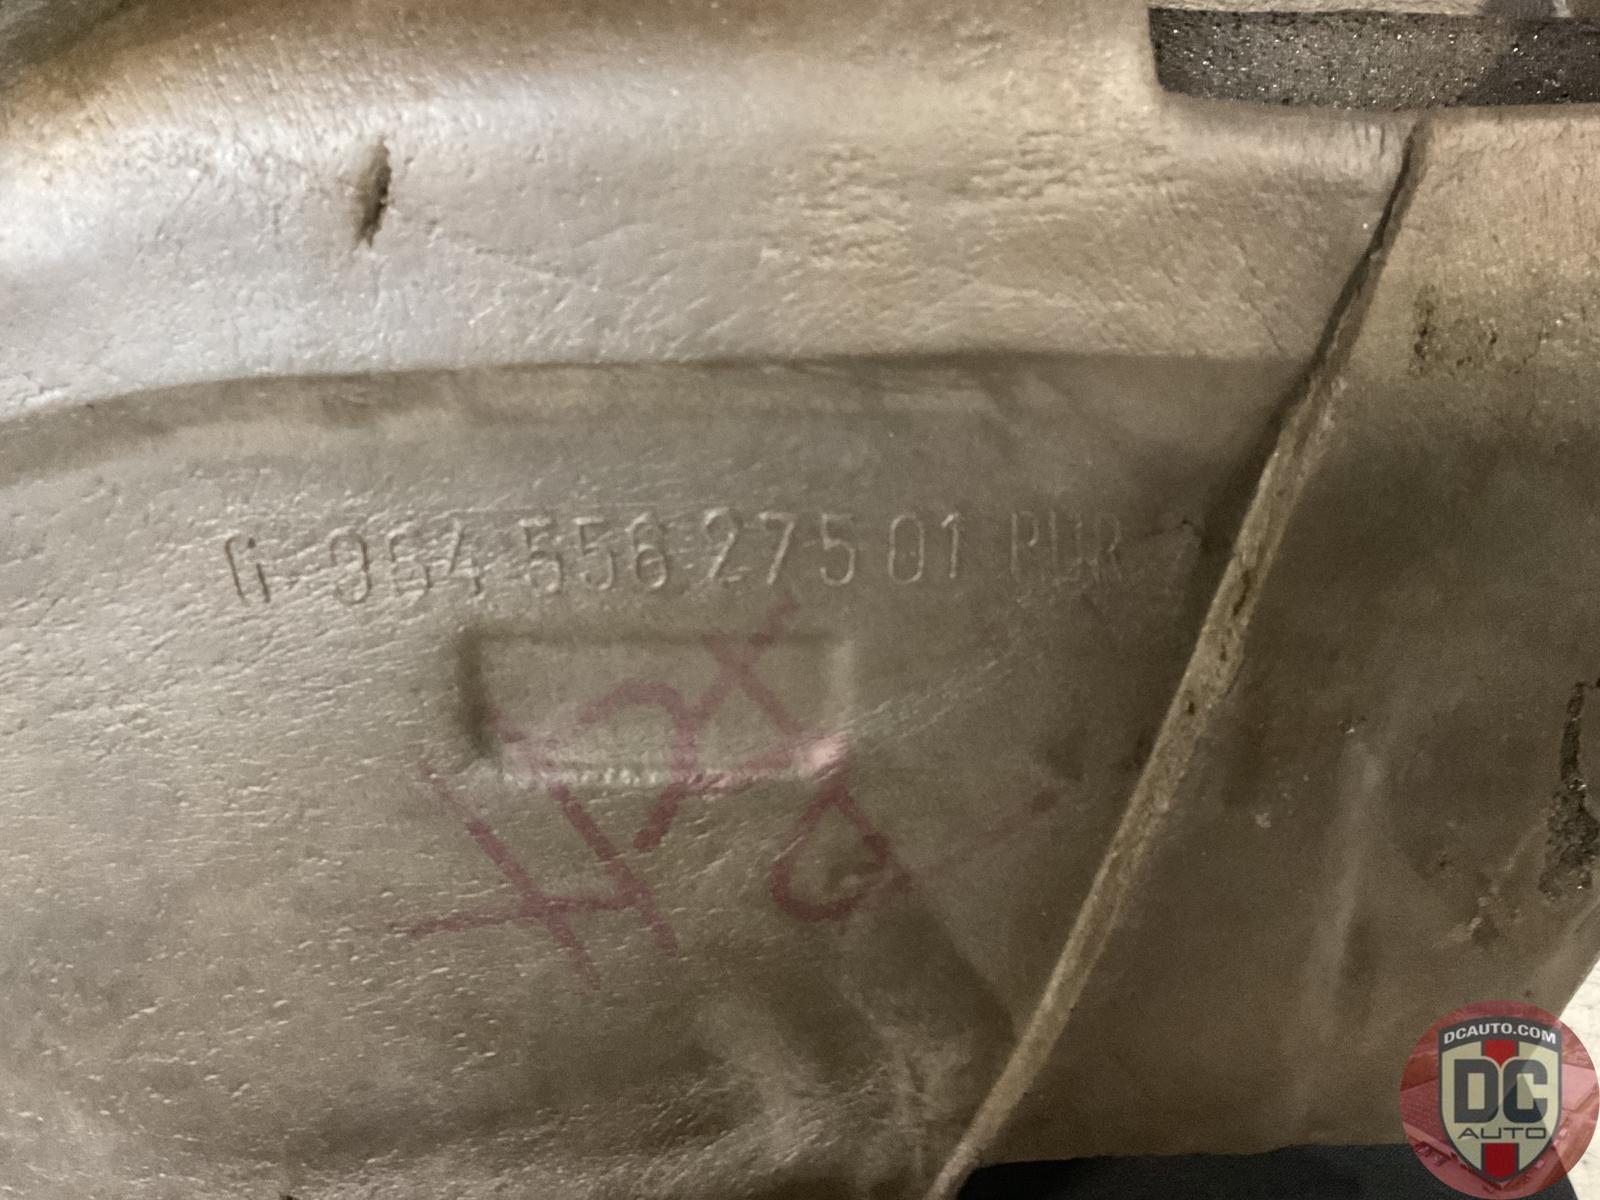 G 964 556 275 01 PUR
DCAUTO.COM
DC
AUTO